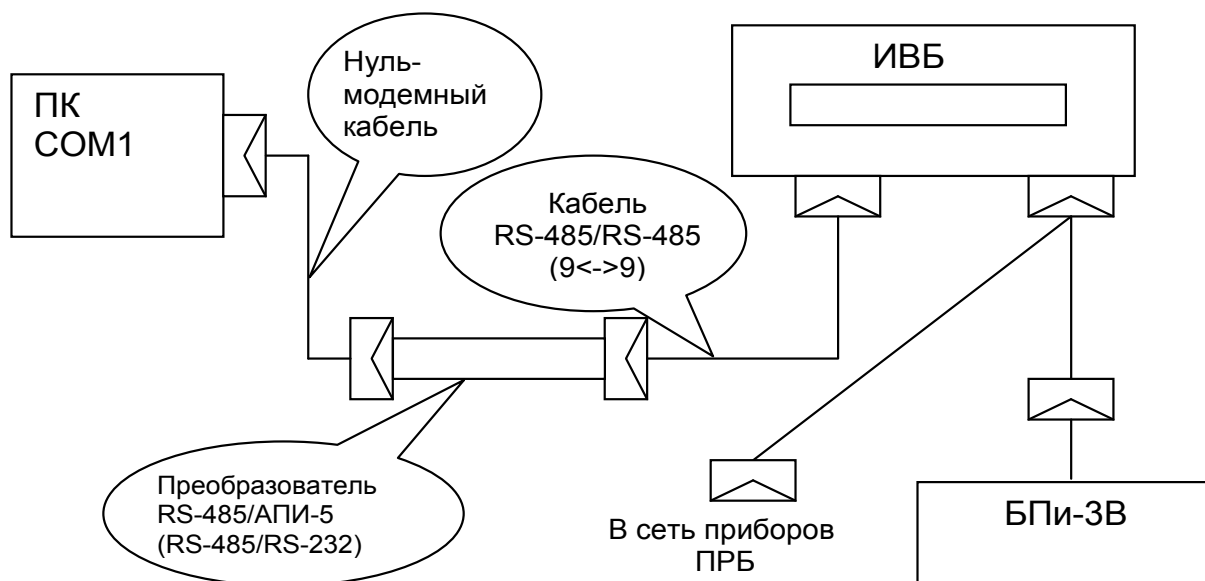 ПК
COM1
Нуль-
модемный
кабель
ИВБ
Кабель
RS-485/RS-485
(9<->9)
Преобразователь
RS-485/АПИ-5
(RS-485/RS-232)
В сеть приборов
ПРБ
БПи-3В